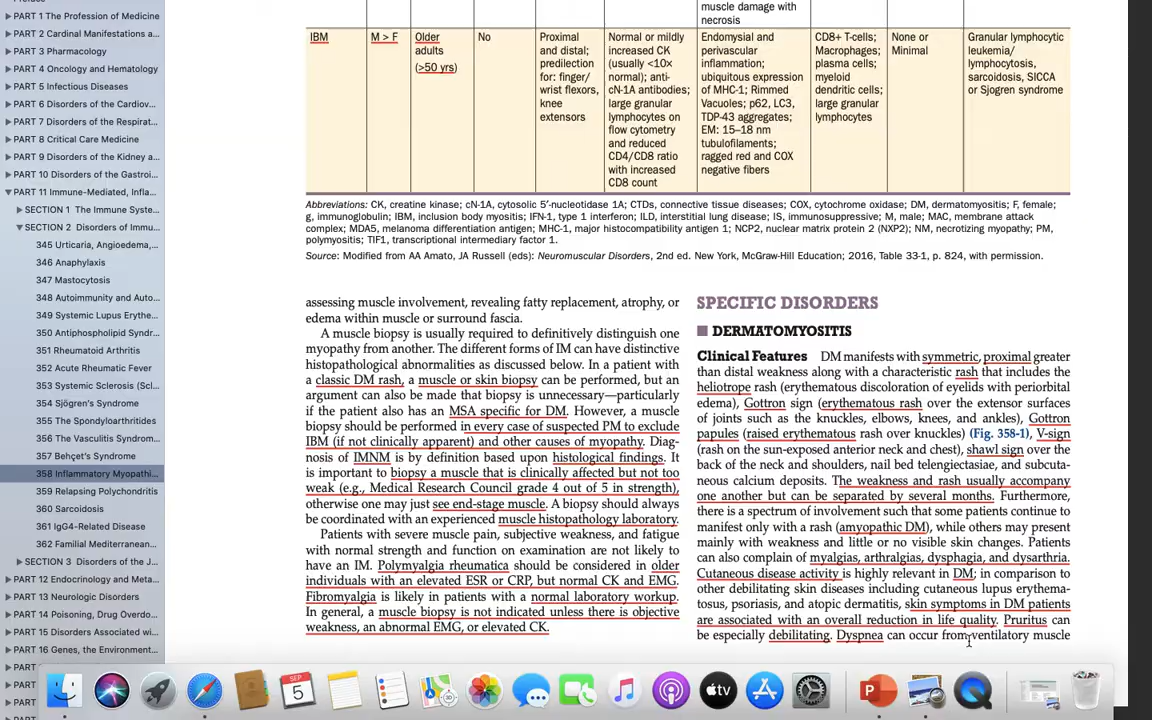 Preface
PART 1 The Profession of Medicine
PART 2 Cardinal Manifestations a...
PART 3 Pharmacology
PART 4 Oncology and Hematology
PART 5 Infectious Diseases
PART 6 Disorders of the Cardiov...
PART 7 Disorders of the Respirat...
PART 8 Critical Care Medicine
PART 9 Disorders of the Kidney a...
PART 10 Disorders of the Gastroi...
PART 11 Immune-Mediated, Infla...
SECTION 1 The Immune Syste...
SECTION 2 Disorders of Immu...
345 Urticaria, Angioedema,...
346 Anaphylaxis
347 Mastocytosis
348 Autoimmunity and Auto...
349 Systemic Lupus Erythe...
350 Antiphospholipid Syndr...
351 Rheumatoid Arthritis
352 Acute Rheumatic Fever
353 Systemic Sclerosis (Scl...
354 Sjögren's Syndrome
355 The Spondyloarthritides
356 The Vasculitis Syndrom...
357 Behçet's Syndrome
358 Inflammatory Myopathi...
359 Relapsing Polychondritis
360 Sarcoidosis
361 IgG4-Related Disease
362 Familial Mediterranean...
SECTION 3 Disorders of the J...
PART 12 Endocrinology and Meta...
PART 13 Neurologic Disorders
PART 14 Poisoning, Drug Overdo...
PART 15 Disorders Associated wi...
PART 16 Genes, the Environment...
PART
PART
PART
muscle damage with
necrosis
IBM
M > F
Older
adults
(>50 yrs)
No
Proximal
and distal;
predilection
for: finger/
wrist flexors,
knee
extensors
Normal or mildly
increased CK
(usually <10×
normal); anti-
cN-1A antibodies;
large granular
lymphocytes on
flow cytometry
and reduced
CD4/CD8 ratio
with increased
CD8 count
Endomysial and
perivascular
inflammation;
ubiquitous expression
of MHC-1; Rimmed
Vacuoles; p62, LC3,
TDP-43 aggregates;
EM: 15–18 nm
tubulofilaments;
ragged red and COX
negative fibers
CD8+ T-cells;
Macrophages;
plasma cells;
myeloid
dendritic cells;
large granular
lymphocytes
None or
Minimal
Granular lymphocytic
leukemia/
lymphocytosis,
sarcoidosis, SICCA
or Sjogren syndrome
Abbreviations: CK, creatine kinase; cN-1A, cytosolic 5′-nucleotidase 1A; CTDs, connective tissue diseases; COX, cytochrome oxidase; DM, dermatomyositis; F, female;
g, immunoglobulin; IBM, inclusion body myositis; IFN-1, type 1 interferon; ILD, interstitial lung disease; IS, immunosuppressive; M, male; MAC, membrane attack
complex; MDA5, melanoma differentiation antigen; MHC-1, major histocompatibility antigen 1; NCP2, nuclear matrix protein 2 (NXP2); NM, necrotizing myopathy; PM,
polymyositis; TIF1, transcriptional intermediary factor 1.
Source: Modified from AA Amato, JA Russell (eds): Neuromuscular Disorders, 2nd ed. New York, McGraw-Hill Education; 2016, Table 33-1, p. 824, with permission.
assessing muscle involvement, revealing fatty replacement, atrophy, or
edema within muscle or surround fascia.
A muscle biopsy is usually required to definitively distinguish one
myopathy from another. The different forms of IM can have distinctive
histopathological abnormalities as discussed below. In a patient with
a classic DM rash, a muscle or skin biopsy can be performed, but an
argument can also be made that biopsy is unnecessary—particularly
if the patient also has an MSA specific for DM. However, a muscle
biopsy should be performed in every case of suspected PM to exclude
IBM (if not clinically apparent) and other causes of myopathy. Diag-
nosis of IMNM is by definition based upon histological findings. It
is important to biopsy a muscle that is clinically affected but not too
weak (e.g., Medical Research Council grade 4 out of 5 in strength),
otherwise one may just see end-stage muscle. A biopsy should always
be coordinated with an experienced muscle histopathology laboratory.
Patients with severe muscle pain, subjective weakness, and fatigue
with normal strength and function on examination are not likely to
have an IM. Polymyalgia rheumatica should be considered in older
individuals with an elevated ESR or CRP, but normal CK and EMG.
Fibromyalgia is likely in patients with a normal laboratory workup.
In general, a muscle biopsy is not indicated unless there is objective
weakness, an abnormal EMG, or elevated CK.
SPECIFIC DISORDERS
DERMATOMYOSITIS
Clinical Features DM manifests with symmetric, proximal greater
than distal weakness along with a characteristic rash that includes the
heliotrope rash (erythematous discoloration of eyelids with periorbital
edema), Gottron sign (erythematous rash over the extensor surfaces
of joints such as the knuckles, elbows, knees, and ankles), Gottron
papules (raised erythematous rash over knuckles) (Fig. 358-1), V-sign
(rash on the sun-exposed anterior neck and chest), shawl sign over the
back of the neck and shoulders, nail bed telengiectasiae, and subcuta-
neous calcium deposits. The weakness and rash usually accompany
one another but can be separated by several months. Furthermore,
there is a spectrum of involvement such that some patients continue to
manifest only with a rash (amyopathic DM), while others may present
mainly with weakness and little or no visible skin changes. Patients
can also complain of myalgias, arthralgias, dysphagia, and dysarthria.
Cutaneous disease activity is highly relevant in DM; in comparison to
other debilitating skin diseases including cutaneous lupus erythema-
tosus, psoriasis, and atopic dermatitis, skin symptoms in DM patients
are associated with an overall reduction in life quality. Pruritus can
be especially debilitating. Dyspnea can occur from ventilatory muscle
SEP
5
tv
P